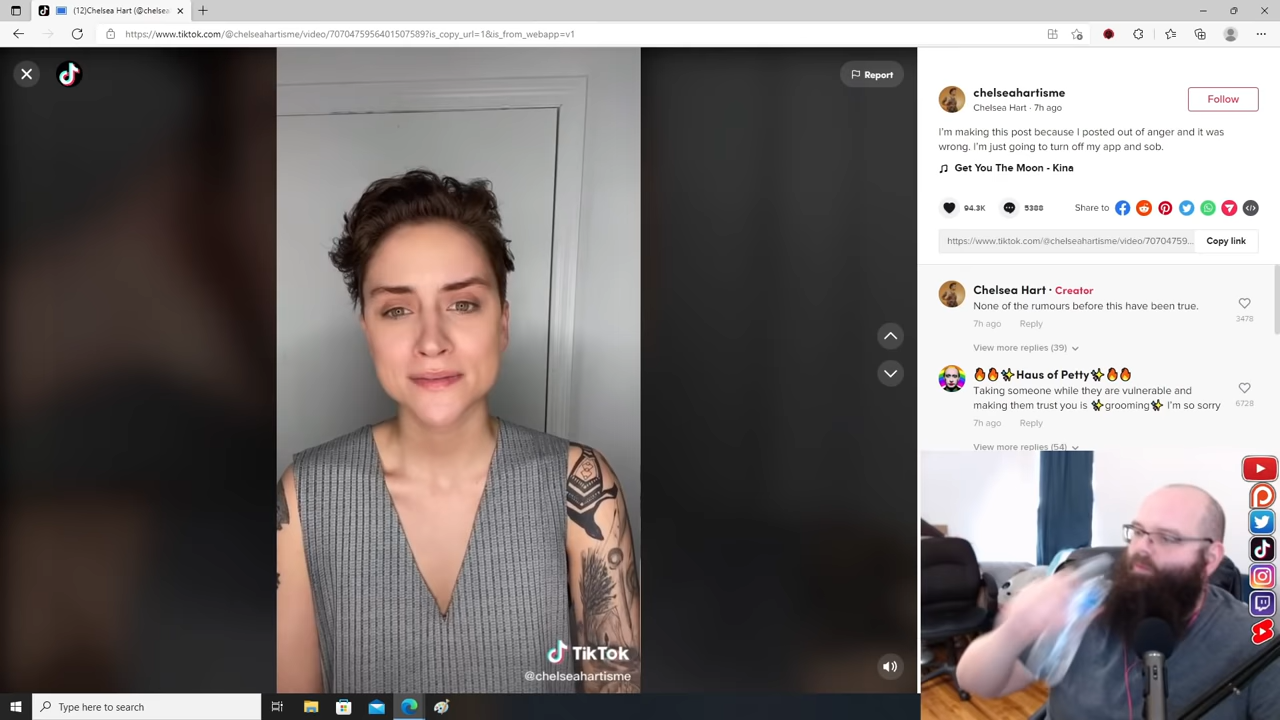 (12)Chelsea Hart (@chelsea
https://www.tiktok.com/@chelseahartisme/video/7070475956401507589?is_copy_url=1&is_from_webapp=v1
Report
TikTok
@chelseahartisme
chelseahartisme
Chelsea Hart · 7h ago
Follow
I'm making this post because I posted out of anger and it was
wrong. I'm just going to turn off my app and sob.
Get You The Moon - Kina
94.3K
5388
Share to
https://www.tiktok.com/@chelseahartisme/video/70704759...
Copy link
Chelsea Hart · Creator
None of the rumours before this have been true.
3478
7h ago
Reply
View more replies (39)
🔥🔥✨Haus of Petty✨🔥🔥
Taking someone while they are vulnerable and
making them trust you is ✨grooming✨ I'm so sorry
6728
7h ago
Reply
View more replies (54)
Type here to search